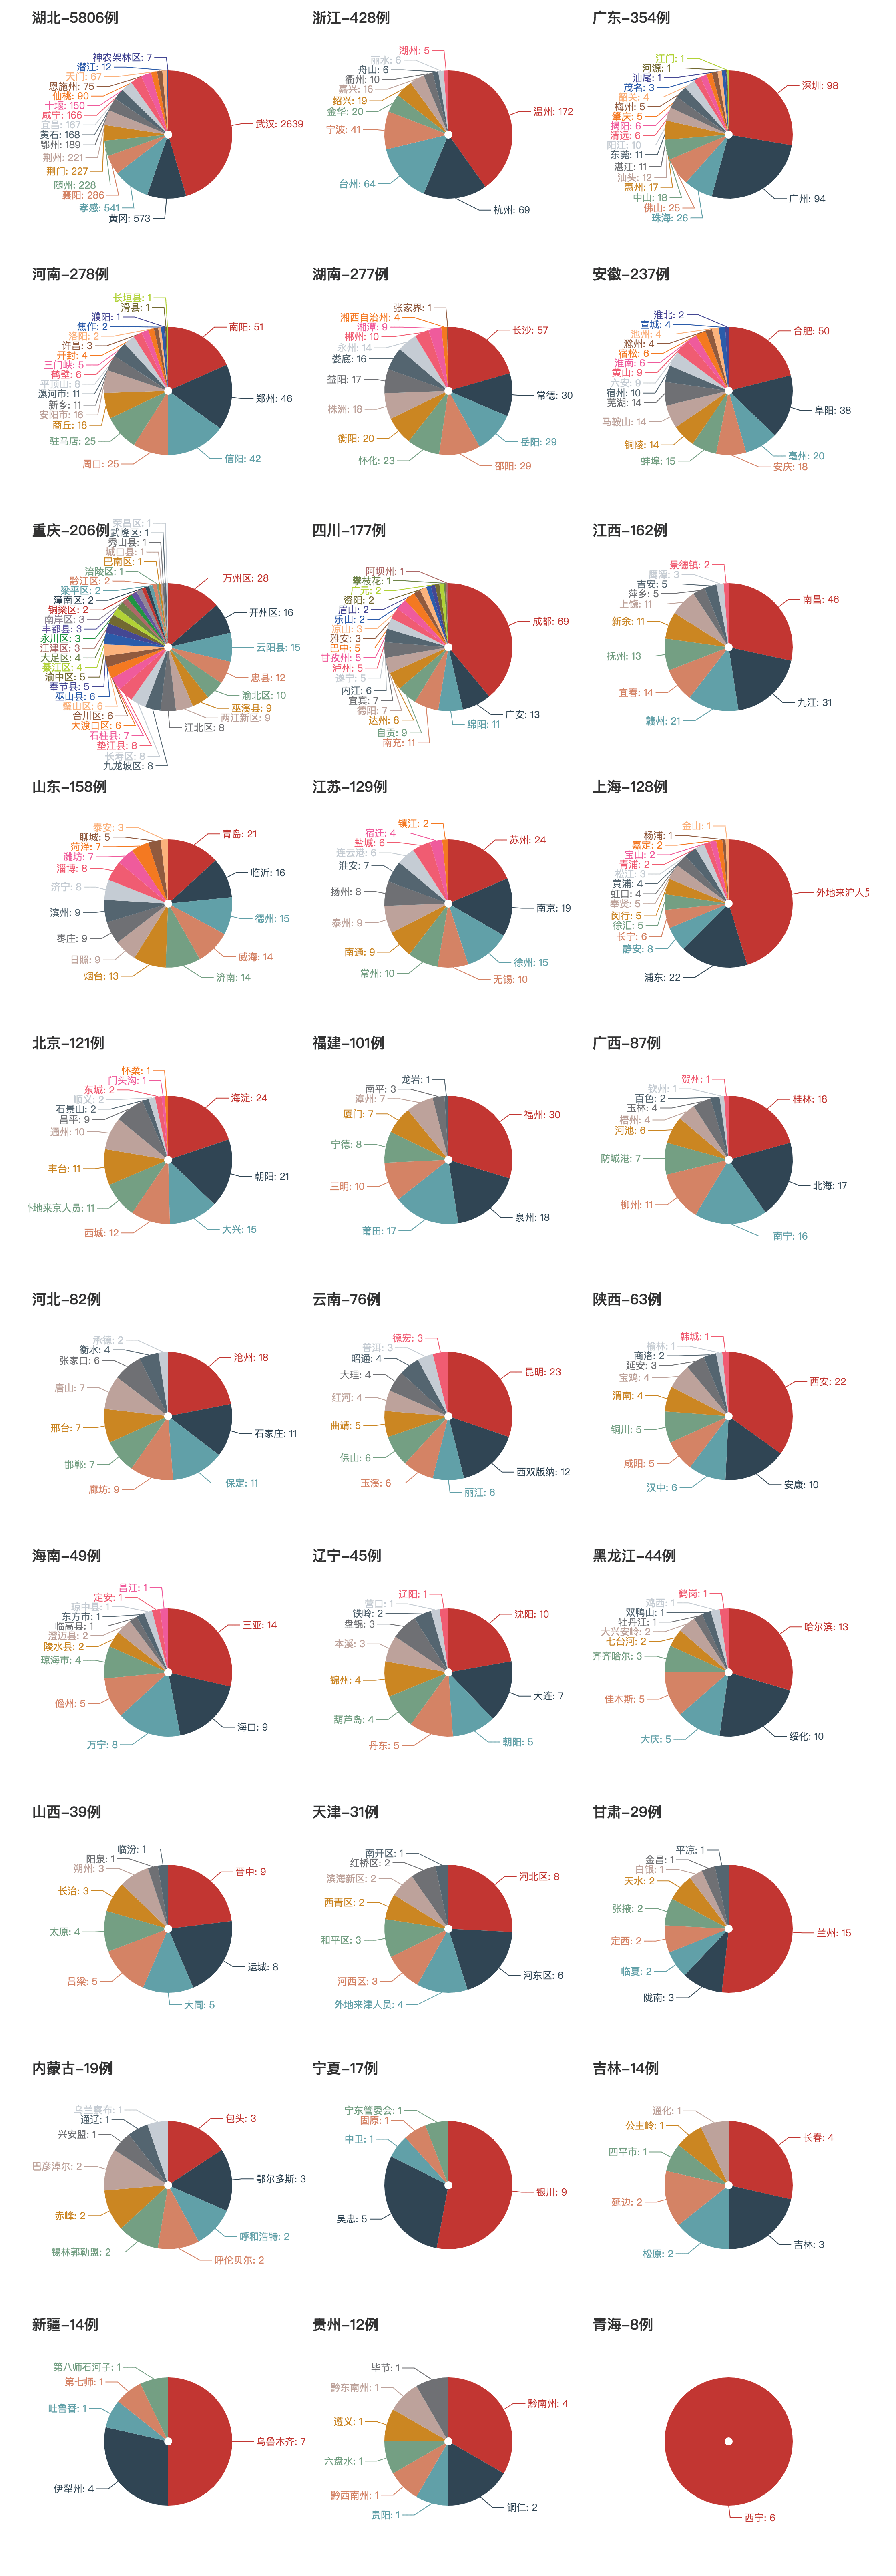 湖北-5806例
神农架林区: 7
潜江: 12
天门: 67
恩施州: 75
仙桃: 90
十堰: 150
咸宁: 166
宜昌: 167
黄石: 168
鄂州: 189
荆州: 221
荆门: 227
随州: 228
襄阳: 286
孝感: 541
黄冈: 573
武汉: 2639
浙江-428例
湖州: 5
丽水: 6
舟山: 6
衢州: 10
嘉兴: 16
绍兴: 19
金华: 20
宁波: 41
台州: 64
杭州: 69
温州: 172
广东-354例
江门: 1
河源: 1
汕尾: 1
茂名: 3
韶关: 4
梅州: 5
肇庆: 5
揭阳: 6
清远: 6
阳江: 10
东莞: 11
湛江: 11
汕头: 12
惠州: 17
中山: 18
佛山: 25
珠海: 26
广州: 94
深圳: 98
河南-278例
长垣县: 1
滑县: 1
濮阳: 1
焦作: 2
洛阳: 2
许昌: 3
开封: 4
三门峡: 5
鹤壁: 6
平顶山: 8
漯河市: 11
新乡: 11
安阳市: 16
商丘: 18
驻马店: 25
周口: 25
信阳: 42
郑州: 46
南阳: 51
湖南-277例
张家界: 1
湘西自治州: 4
湘潭: 9
郴州: 10
永州: 14
娄底: 16
益阳: 17
株洲: 18
衡阳: 20
怀化: 23
邵阳: 29
岳阳: 29
常德: 30
长沙: 57
安徽-237例
淮北: 2
宣城: 4
池州: 4
滁州: 4
宿松: 6
淮南: 6
黄山: 9
六安: 9
宿州: 10
芜湖: 14
马鞍山: 14
铜陵: 14
蚌埠: 15
安庆: 18
亳州: 20
阜阳: 38
合肥: 50
重庆-206例
荣昌区: 1
武隆区: 1
秀山县: 1
城口县: 1
巴南区: 1
涪陵区: 1
黔江区: 2
梁平区: 2
潼南区: 2
铜梁区: 2
南岸区: 3
丰都县: 3
永川区: 3
江津区: 3
大足区: 4
綦江区: 4
渝中区: 5
奉节县: 5
巫山县: 6
璧山区: 6
合川区: 6
大渡口区: 6
石柱县: 7
垫江县: 8
长寿区: 8
九龙坡区: 8
江北区: 8
两江新区: 9
巫溪县: 9
渝北区: 10
忠县: 12
云阳县: 15
开州区: 16
万州区: 28
四川-177例
阿坝州: 1
攀枝花: 1
广元: 2
资阳: 2
眉山: 2
乐山: 2
凉山: 3
雅安: 3
巴中: 5
甘孜州: 5
泸州: 5
遂宁: 5
内江: 6
宜宾: 7
德阳: 7
达州: 8
自贡: 9
南充: 11
绵阳: 11
广安: 13
成都: 69
江西-162例
景德镇: 2
鹰潭: 3
吉安: 5
萍乡: 5
上饶: 11
新余: 11
抚州: 13
宜春: 14
赣州: 21
九江: 31
南昌: 46
山东-158例
泰安: 3
聊城: 5
菏泽: 7
潍坊: 7
淄博: 8
济宁: 8
滨州: 9
枣庄: 9
日照: 9
烟台: 13
济南: 14
威海: 14
德州: 15
临沂: 16
青岛: 21
江苏-129例
镇江: 2
宿迁: 4
盐城: 6
连云港: 6
淮安: 7
扬州: 8
泰州: 9
南通: 9
常州: 10
无锡: 10
徐州: 15
南京: 19
苏州: 24
上海-128例
金山: 1
杨浦: 1
嘉定: 2
宝山: 2
青浦: 2
松江: 3
黄浦: 4
虹口: 4
奉贤: 5
闵行: 5
徐汇: 5
长宁: 6
静安: 8
浦东: 22
外地来沪人员
北京-121例
怀柔: 1
门头沟: 1
东城: 2
顺义: 2
石景山: 2
昌平: 9
通州: 10
丰台: 11
外地来京人员: 11
西城: 12
大兴: 15
朝阳: 21
海淀: 24
福建-101例
龙岩: 1
南平: 3
漳州: 7
厦门: 7
宁德: 8
三明: 10
莆田: 17
泉州: 18
福州: 30
广西-87例
贺州: 1
钦州: 1
百色: 2
玉林: 4
梧州: 4
河池: 6
防城港: 7
柳州: 11
南宁: 16
北海: 17
桂林: 18
河北-82例
承德: 2
衡水: 4
张家口: 6
唐山: 7
邢台: 7
邯郸: 7
廊坊: 9
保定: 11
石家庄: 11
沧州: 18
云南-76例
德宏: 3
普洱: 3
昭通: 4
大理: 4
红河: 4
曲靖: 5
保山: 6
玉溪: 6
丽江: 6
西双版纳: 12
昆明: 23
陕西-63例
韩城: 1
榆林: 1
商洛: 2
延安: 3
宝鸡: 4
渭南: 4
铜川: 5
咸阳: 5
汉中: 6
安康: 10
西安: 22
海南-49例
昌江: 1
定安: 1
琼中县: 1
东方市: 1
临高县: 1
澄迈县: 2
陵水县: 2
琼海市: 4
儋州: 5
万宁: 8
海口: 9
三亚: 14
辽宁-45例
辽阳: 1
营口: 1
铁岭: 2
盘锦: 3
本溪: 3
锦州: 4
葫芦岛: 4
丹东: 5
朝阳: 5
大连: 7
沈阳: 10
黑龙江-44例
鹤岗: 1
鸡西: 1
双鸭山: 1
牡丹江: 1
大兴安岭: 2
七台河: 2
齐齐哈尔: 3
佳木斯: 5
大庆: 5
绥化: 10
哈尔滨: 13
山西-39例
临汾: 1
阳泉: 1
朔州: 3
长治: 3
太原: 4
吕梁: 5
大同: 5
运城: 8
晋中: 9
天津-31例
南开区: 1
红桥区: 2
滨海新区: 2
西青区: 2
和平区: 3
河西区: 3
外地来津人员: 4
河东区: 6
河北区: 8
甘肃-29例
平凉: 1
金昌: 1
白银: 1
天水: 2
张掖: 2
定西: 2
临夏: 2
陇南: 3
兰州: 15
内蒙古-19例
乌兰察布: 1
通辽: 1
兴安盟: 1
巴彦淖尔: 2
赤峰: 2
锡林郭勒盟: 2
呼伦贝尔: 2
呼和浩特: 2
鄂尔多斯: 3
包头: 3
宁夏-17例
宁东管委会: 1
固原: 1
中卫: 1
吴忠: 5
银川: 9
吉林-14例
通化: 1
公主岭: 1
四平市: 1
延边: 2
松原: 2
吉林: 3
长春: 4
新疆-14例
第八师石河子: 1
第七师: 1
吐鲁番: 1
伊犁州: 4
乌鲁木齐: 7
贵州-12例
毕节: 1
黔东南州: 1
遵义: 1
六盘水: 1
黔西南州: 1
贵阳: 1
铜仁: 2
黔南州: 4
青海-8例
西宁: 6